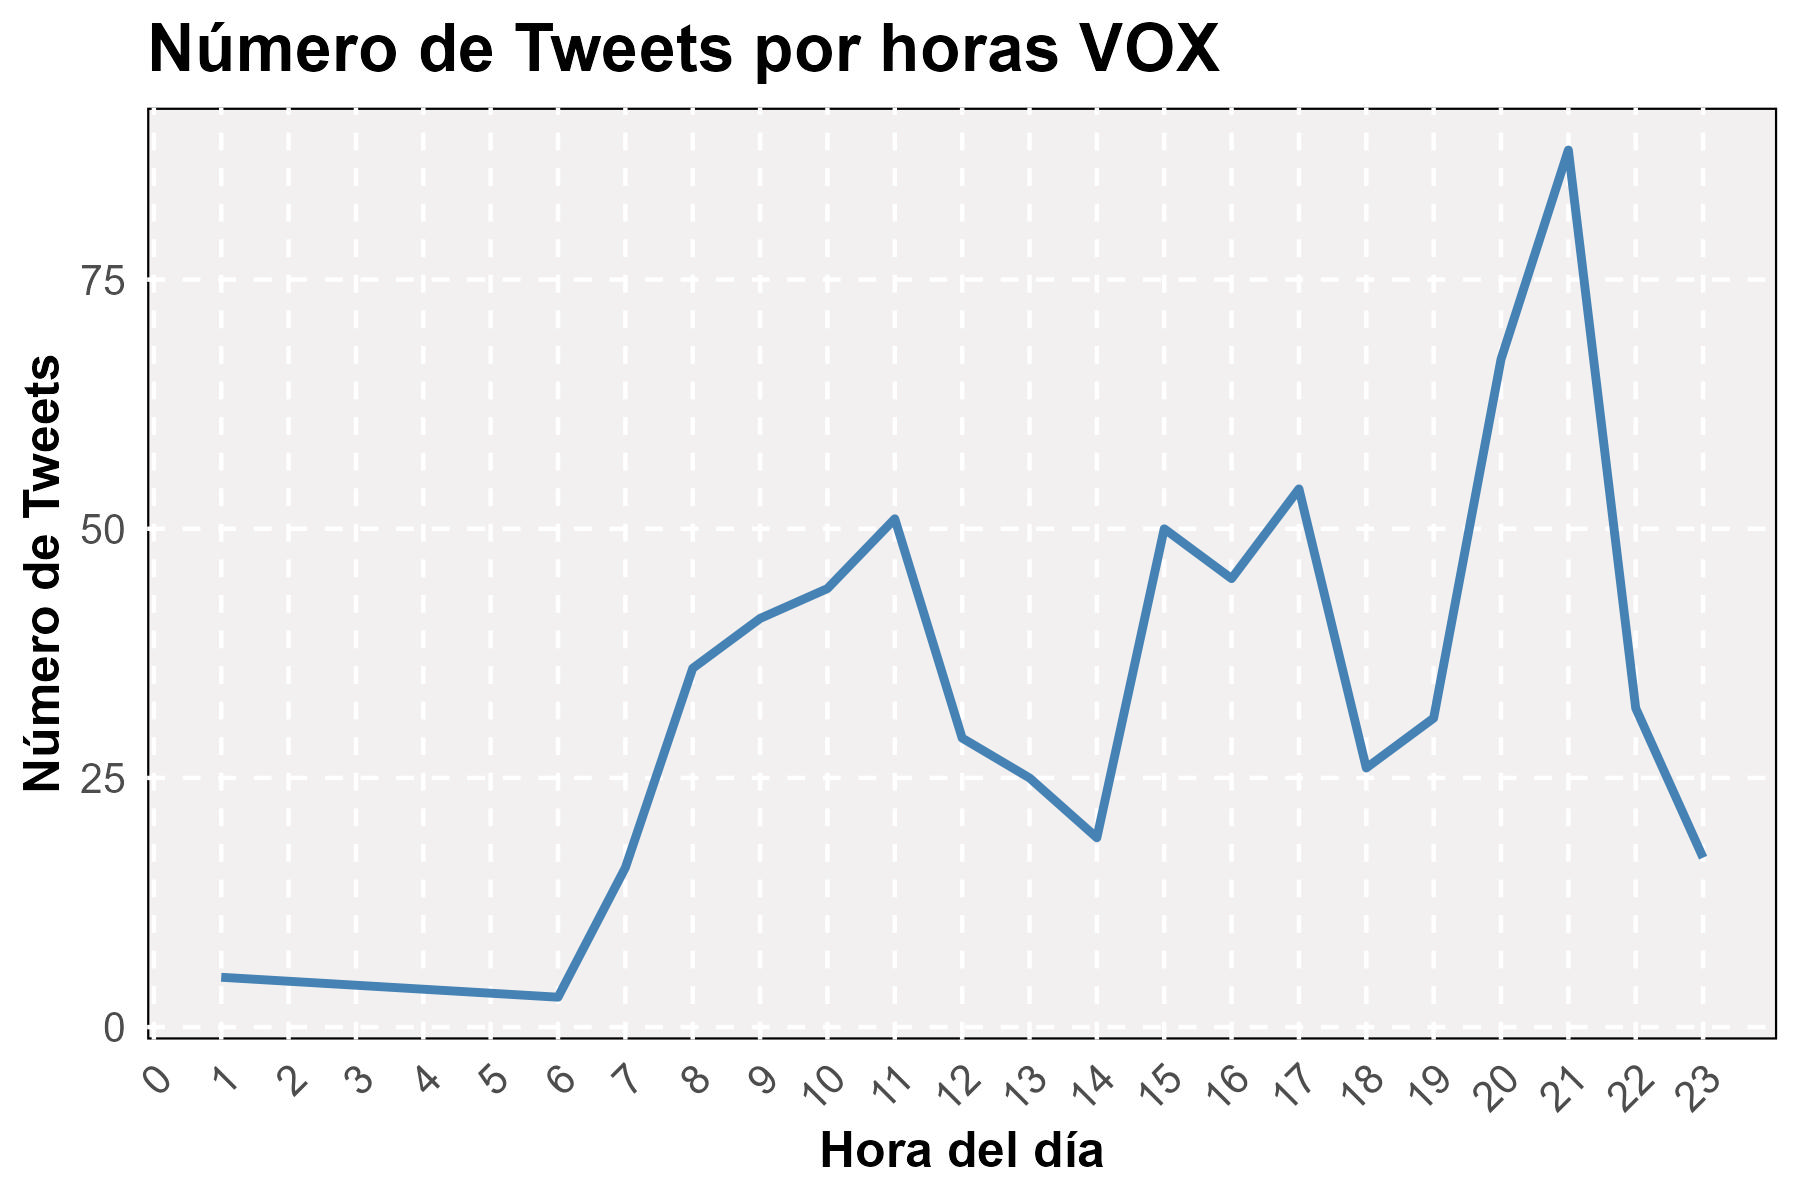 Número de Tweets por horas VOX
Número de Tweets
75
50
25
0
0 1 2 3 4 5 6 7 8 9 10 11 12 13 14 15 16 17 18 19 20 21 22 23
Hora del día